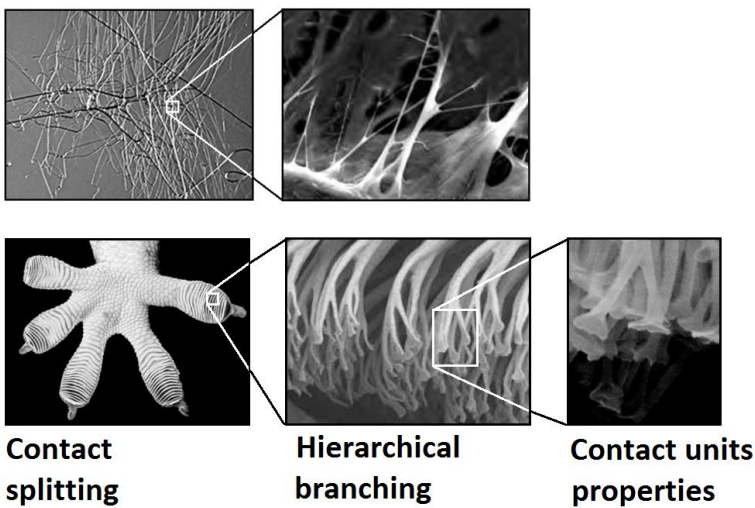 Contact
splitting
Hierarchical
branching
Contact units
properties